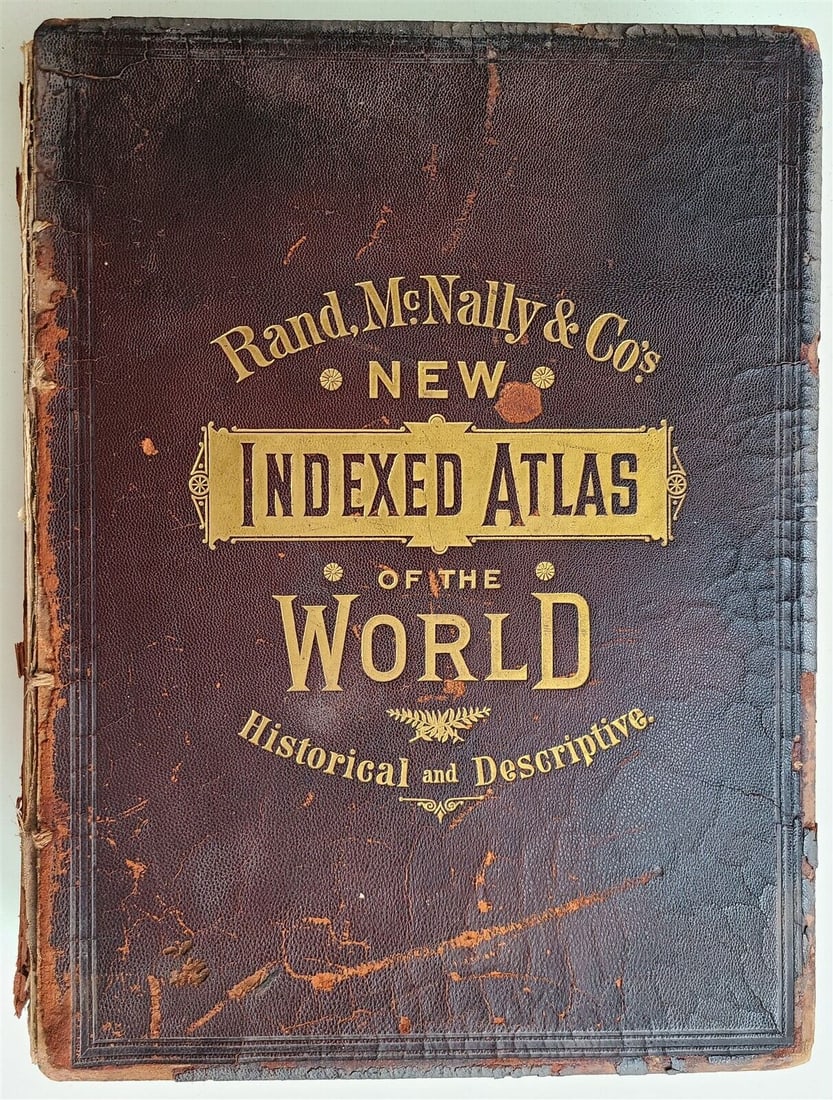 Rand, McNally & Co's.
NEW
INDEXED ATLAS
OF THE
WORLD
Historical and Descriptive.